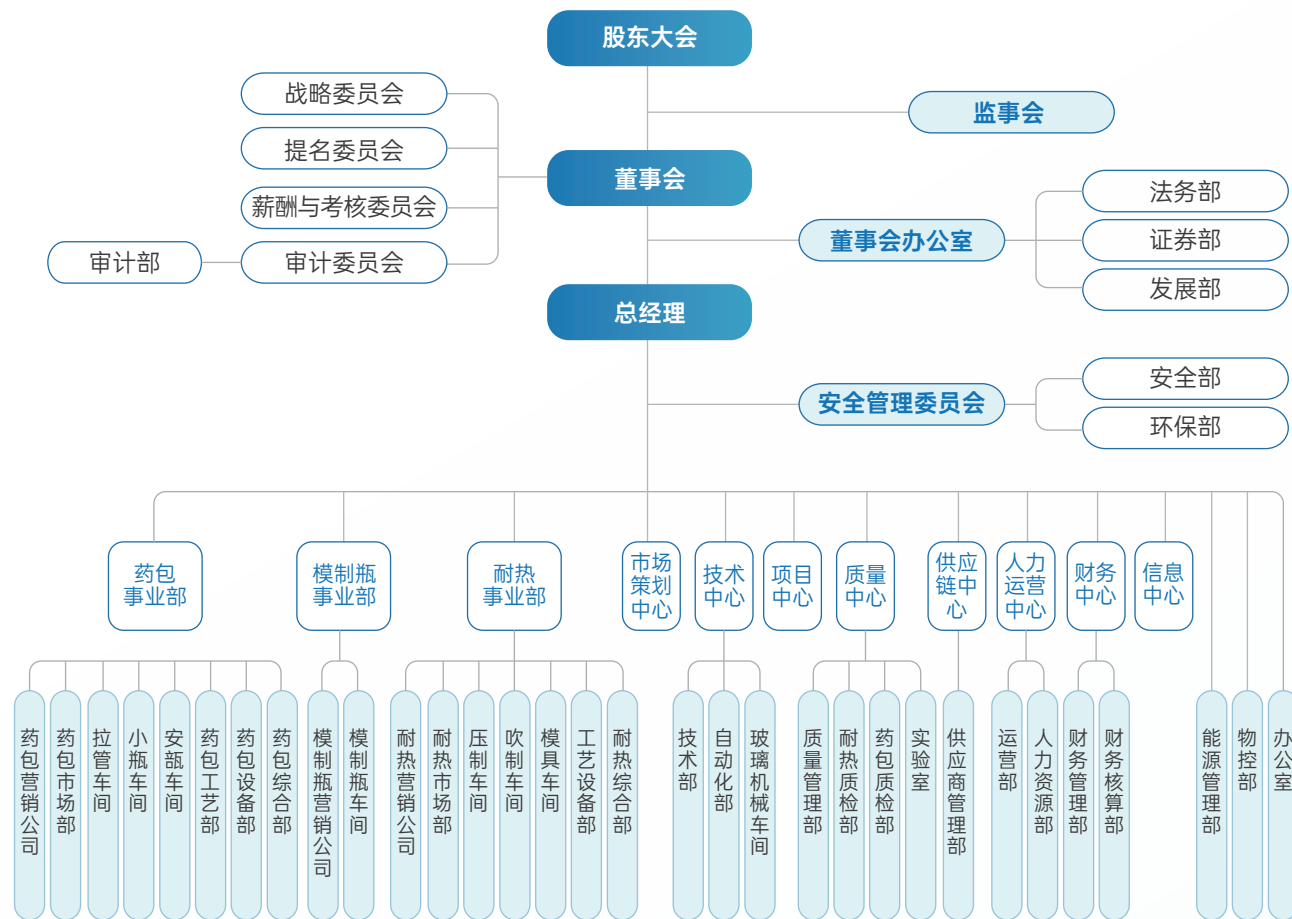 股东大会
战略委员会
监事会
提名委员会
董事会
薪酬与考核委员会
法务部
董事会办公室
证券部
审计部
审计委员会
发展部
总经理
安全部
安全管理委员会
环保部
药包
事业部
模制瓶
事业部
耐热
事业部
市场
策划
中心
技术
中心
项目
中心
质量
中心
供应
链中
心
人力
运营
中心
财务
中心
信息
中心
药包营销公司
药包市场部
拉管车间
小瓶车间
安瓿车间
药包工艺部
药包设备部
药包综合部
模制瓶营销公司
模制瓶车间
耐热营销公司
耐热市场部
压制车间
吹制车间
模具车间
工艺设备部
耐热综合部
技术部
自动化部
玻璃机械车间
质量管理部
耐热质检部
药包质检部
实验室
供应商管理部
运营部
人力资源部
财务管理部
财务核算部
能源管理部
物控部
办公室